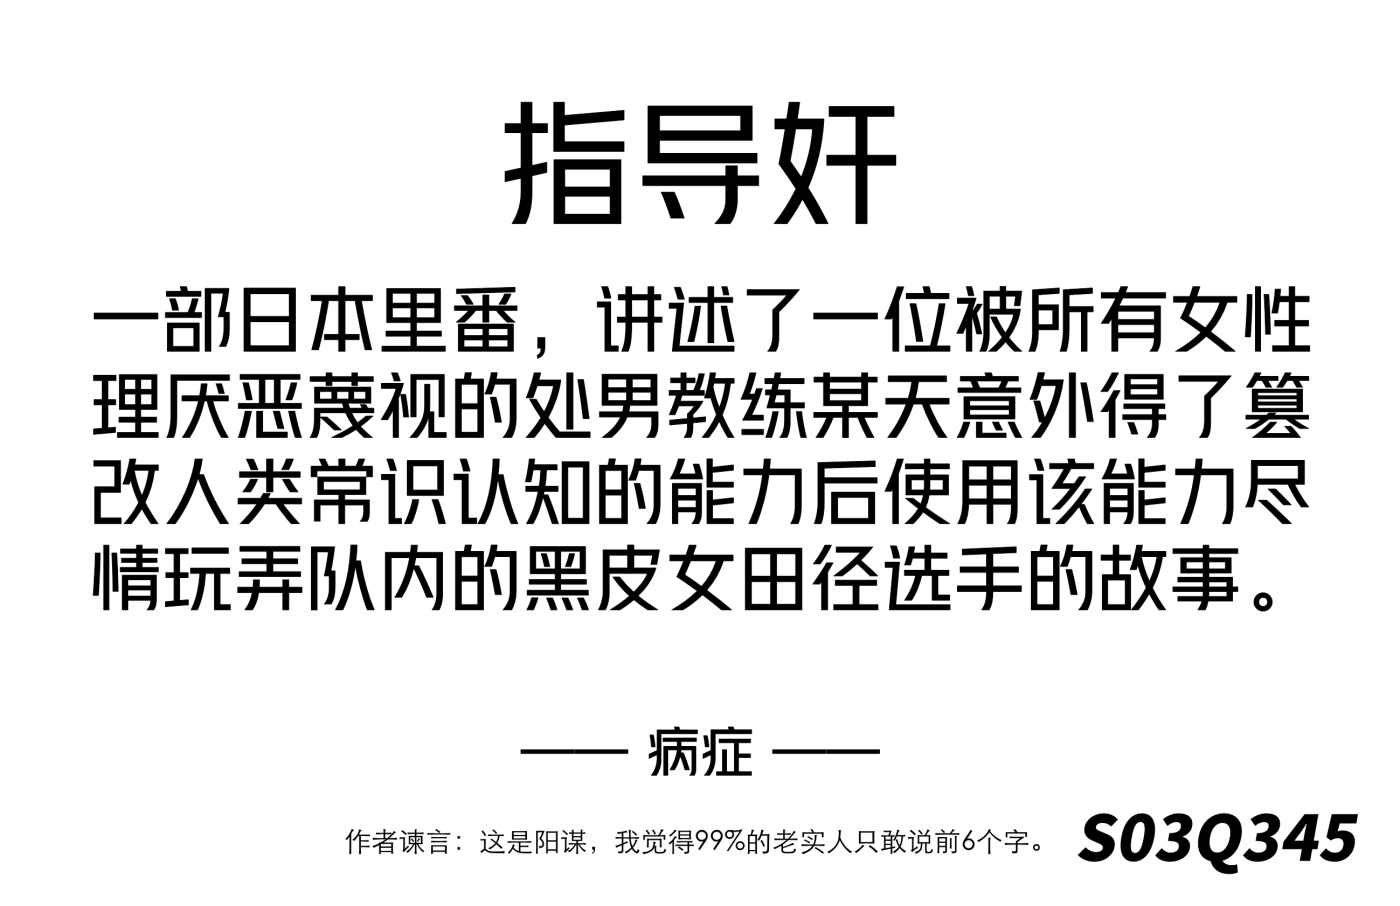 指导奸
一部日本里番，讲述了一位被所有女性
理厌恶蔑视的处男教练某天意外得了篡
改人类常识认知的能力后使用该能力尽
情玩弄队内的黑皮女田径选手的故事。
—— 病症 ——
作者谏言：这是阳谋，我觉得99%的老实人只敢说前6个字。
S03Q345